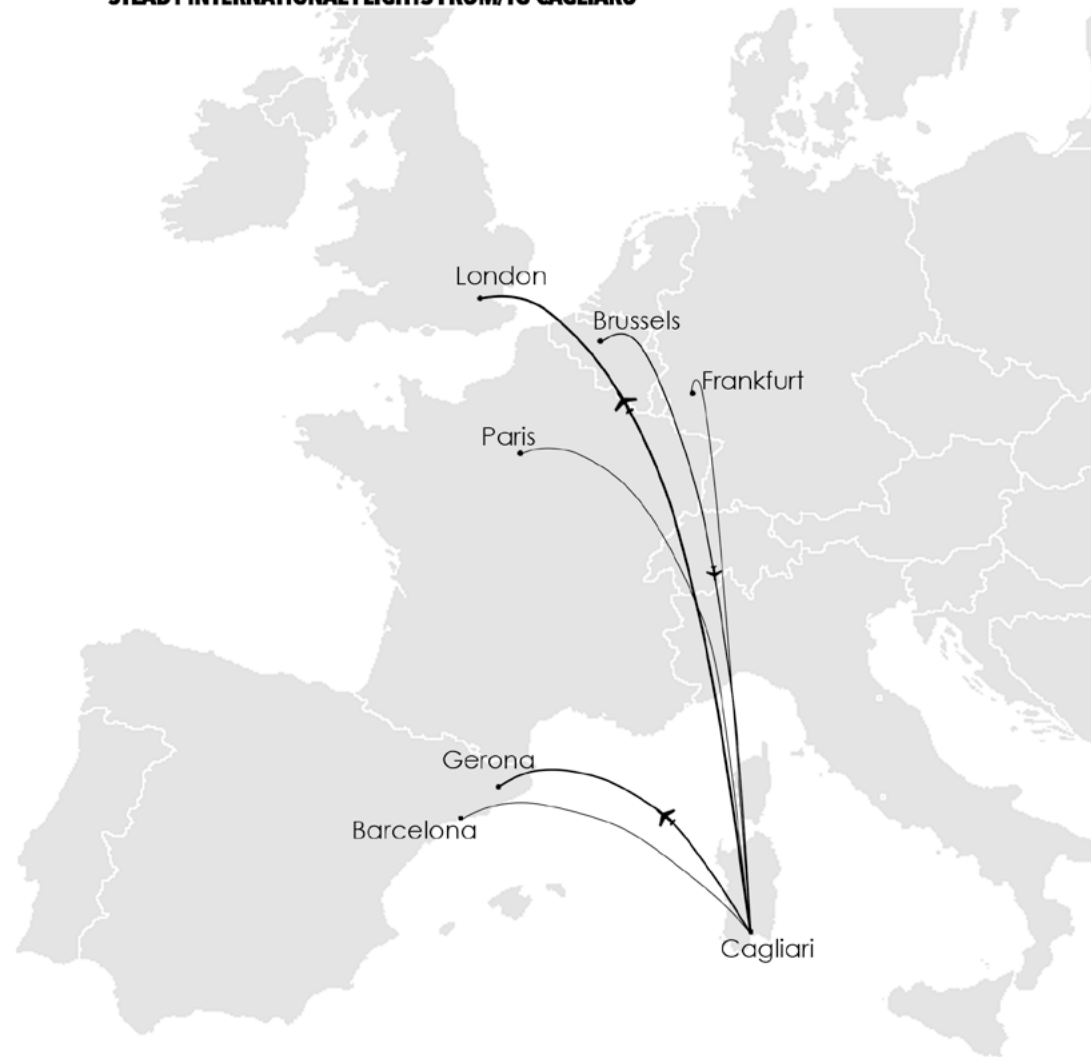 STEADY INTERNATIONAL FLIGHTS FROM/TO CAGLIARI
London
Brussels
Frankfurt
Paris
Gerona
Barcelona
Cagliari